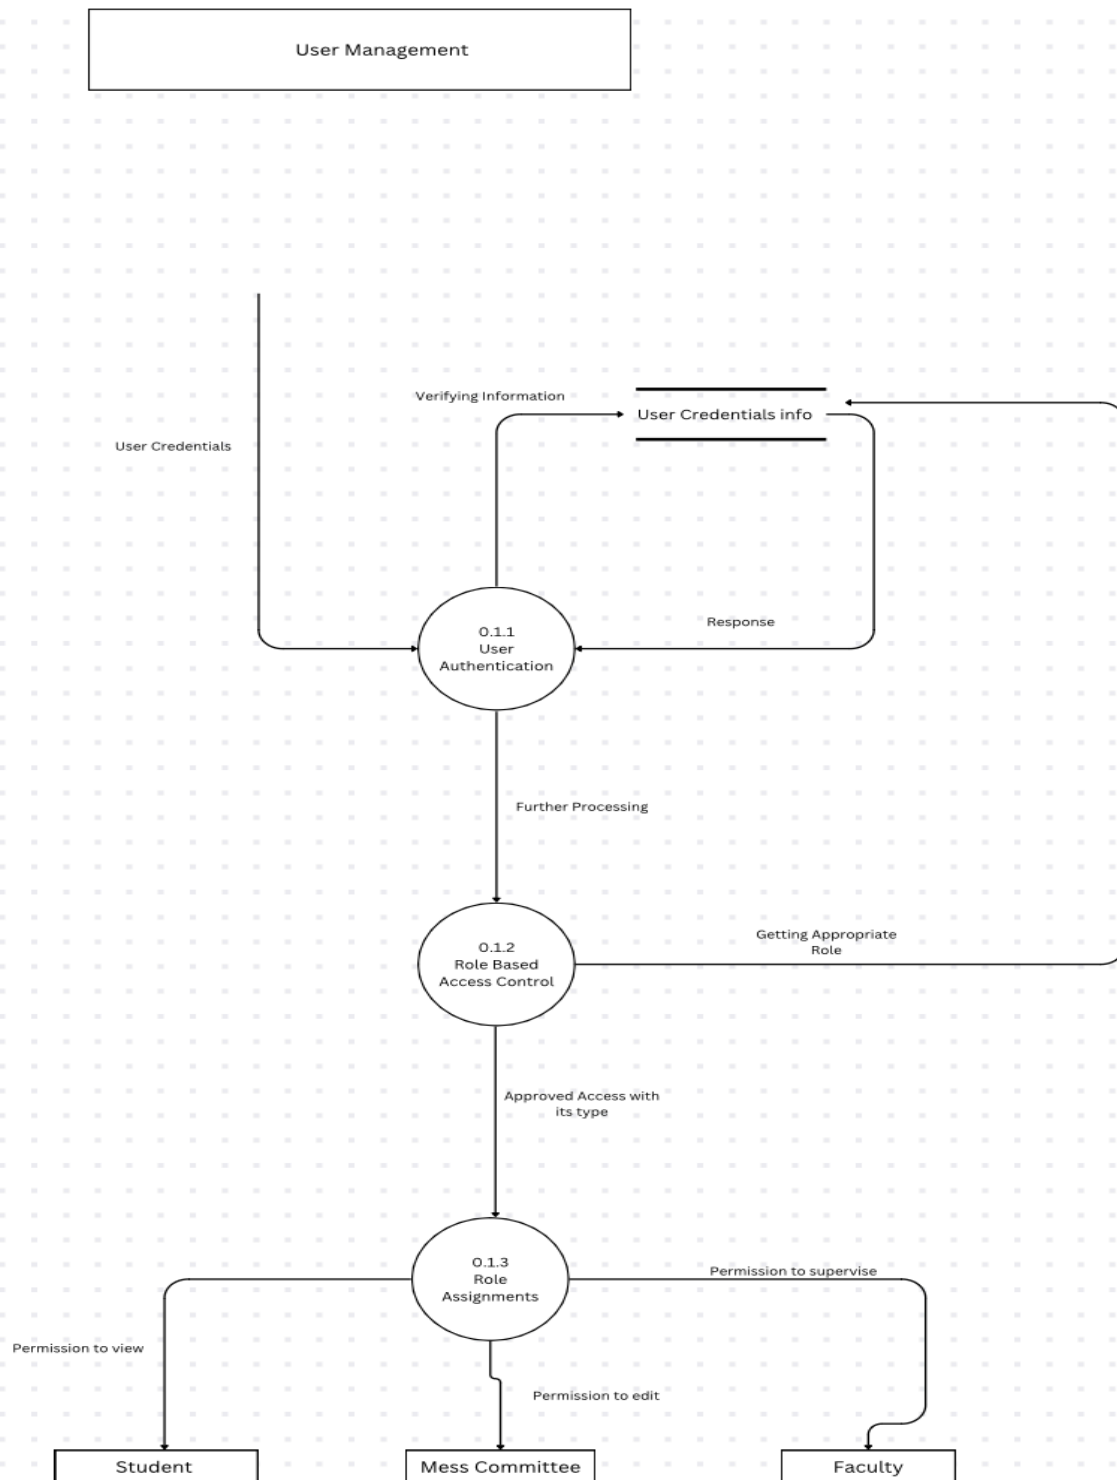 User Management
Verifying Information
User Credentials info
User Credentials
0.1.1
User
Authentication
Response
Further Processing
0.1.2
Role Based
Access Control
Getting Appropriate
Role
Approved Access with
its type
0.1.3
Role
Assignments
Permission to supervise
Permission to view
Permission to edit
Student
Mess Committee
Faculty